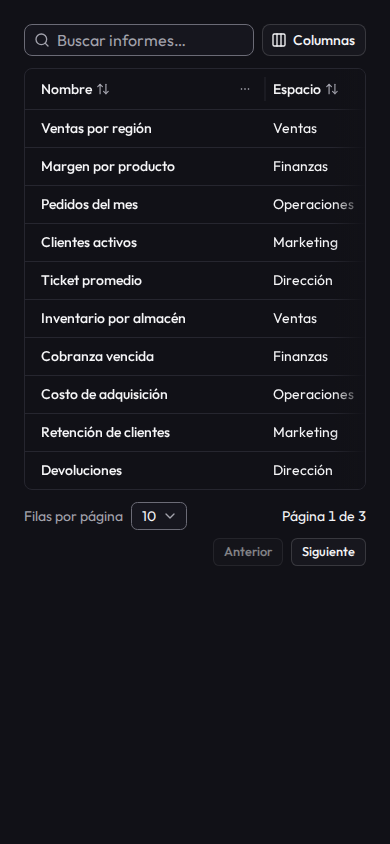 Buscar informes...
Columnas
Nombre
Espacio
Ventas por región Ventas
Margen por producto Finanzas
Pedidos del mes Operaciones
Clientes activos Marketing
Ticket promedio Dirección
Inventario por almacén Ventas
Cobranza vencida Finanzas
Costo de adquisición Operaciones
Retención de clientes Marketing
Devoluciones Dirección
Filas por página 10 Página 1 de 3
Anterior Siguiente